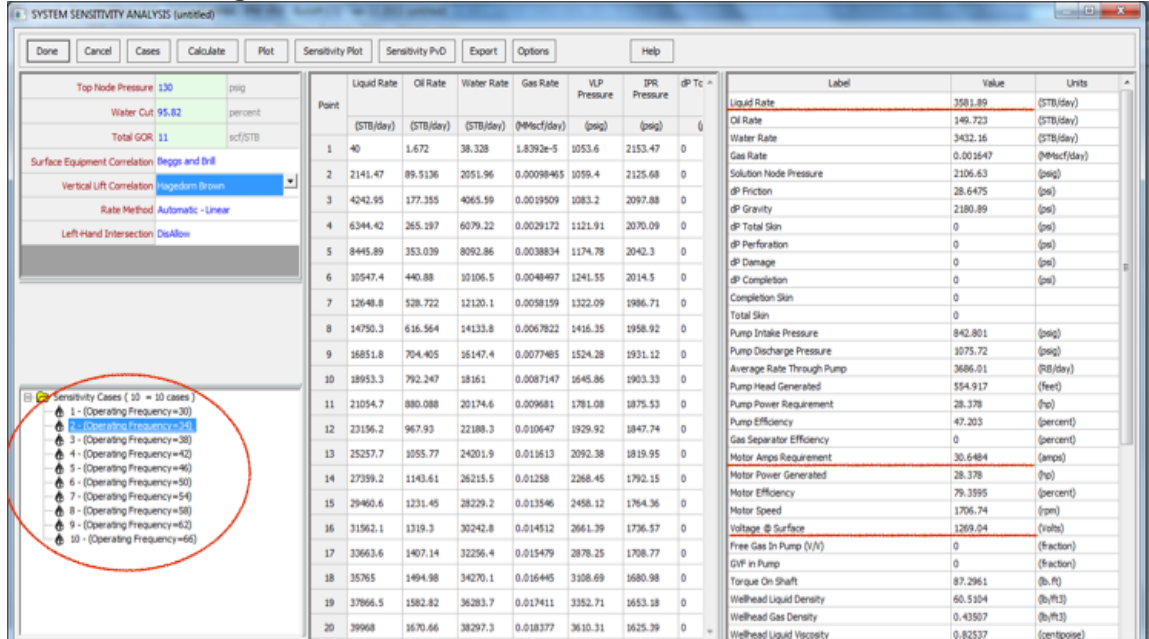 SYSTEM SENSITIVITY ANALYSIS (untitled)
Done Cancel Cases Calculate Plot Sensitivity Plot Sensitivity PvD Export Options Help
Top Node Pressure 130 psig
Water Cut 95.82 percent
Total GOR 11 scf/STB
Surface Equipment Correlation Beggs and Brill
Vertical Lift Correlation Hagedorn Brown
Rate Method Automatic - Linear
Left-Hand Intersection DisAllow
Sensitivity Cases ( 10 = 10 cases )
1 - (Operating Frequency=30)
2 - (Operating Frequency=34)
3 - (Operating Frequency=38)
4 - (Operating Frequency=42)
5 - (Operating Frequency=46)
6 - (Operating Frequency=50)
7 - (Operating Frequency=54)
8 - (Operating Frequency=58)
9 - (Operating Frequency=62)
10 - (Operating Frequency=66)
Point Liquid Rate Oil Rate Water Rate Gas Rate VLP Pressure IPR Pressure dP Tc
(STB/day) (STB/day) (STB/day) (MMscf/day) (psig) (psig) (
1 40 1.672 38.328 1.8392e-5 1053.6 2153.47 0
2 2141.47 89.5136 2051.96 0.00098465 1059.4 2125.68 0
3 4242.95 177.355 4065.59 0.0019509 1083.2 2097.88 0
4 6344.42 265.197 6079.22 0.0029172 1121.91 2070.09 0
5 8445.89 353.039 8092.86 0.0038834 1174.78 2042.3 0
6 10547.4 440.88 10106.5 0.0048497 1241.55 2014.5 0
7 12648.8 528.722 12120.1 0.0058159 1322.09 1986.71 0
8 14750.3 616.564 14133.8 0.0067822 1416.35 1958.92 0
9 16851.8 704.405 16147.4 0.0077485 1524.28 1931.12 0
10 18953.3 792.247 18161 0.0087147 1645.86 1903.33 0
11 21054.7 880.088 20174.6 0.009681 1781.08 1875.53 0
12 23156.2 967.93 22188.3 0.010647 1929.92 1847.74 0
13 25257.7 1055.77 24201.9 0.011613 2092.38 1819.95 0
14 27359.2 1143.61 26215.5 0.01258 2268.45 1792.15 0
15 29460.6 1231.45 28229.2 0.013546 2458.12 1764.36 0
16 31562.1 1319.3 30242.8 0.014512 2661.39 1736.57 0
17 33663.6 1407.14 32256.4 0.015479 2878.25 1708.77 0
18 35765 1494.98 34270.1 0.016445 3108.69 1680.98 0
19 37866.5 1582.82 36283.7 0.017411 3352.71 1653.18 0
20 39968 1670.66 38297.3 0.018377 3610.31 1625.39 0
Label Value Units
Liquid Rate 3581.89 (STB/day)
Oil Rate 149.723 (STB/day)
Water Rate 3432.16 (STB/day)
Gas Rate 0.001647 (MMscf/day)
Solution Node Pressure 2106.63 (psig)
dP Friction 28.6475 (psi)
dP Gravity 2180.89 (psi)
dP Total Skin 0 (psi)
dP Perforation 0 (psi)
dP Damage 0 (psi)
dP Completion 0 (psi)
Completion Skin 0
Total Skin 0
Pump Intake Pressure 842.801 (psig)
Pump Discharge Pressure 1075.72 (psig)
Average Rate Through Pump 3686.01 (RB/day)
Pump Head Generated 554.917 (feet)
Pump Power Requirement 28.378 (hp)
Pump Efficiency 47.203 (percent)
Gas Separator Efficiency 0 (percent)
Motor Amps Requirement 30.6484 (amps)
Motor Power Generated 28.378 (hp)
Motor Efficiency 79.3595 (percent)
Motor Speed 1706.74 (rpm)
Voltage @ Surface 1269.04 (Volts)
Free Gas In Pump (V/V) 0 (fraction)
GVF in Pump 0 (fraction)
Torque On Shaft 87.2961 (lb.ft)
Wellhead Liquid Density 60.5104 (lb/ft3)
Wellhead Gas Density 0.43507 (lb/ft3)
Wellhead Liquid Viscosity 0.82537 (centipoise)